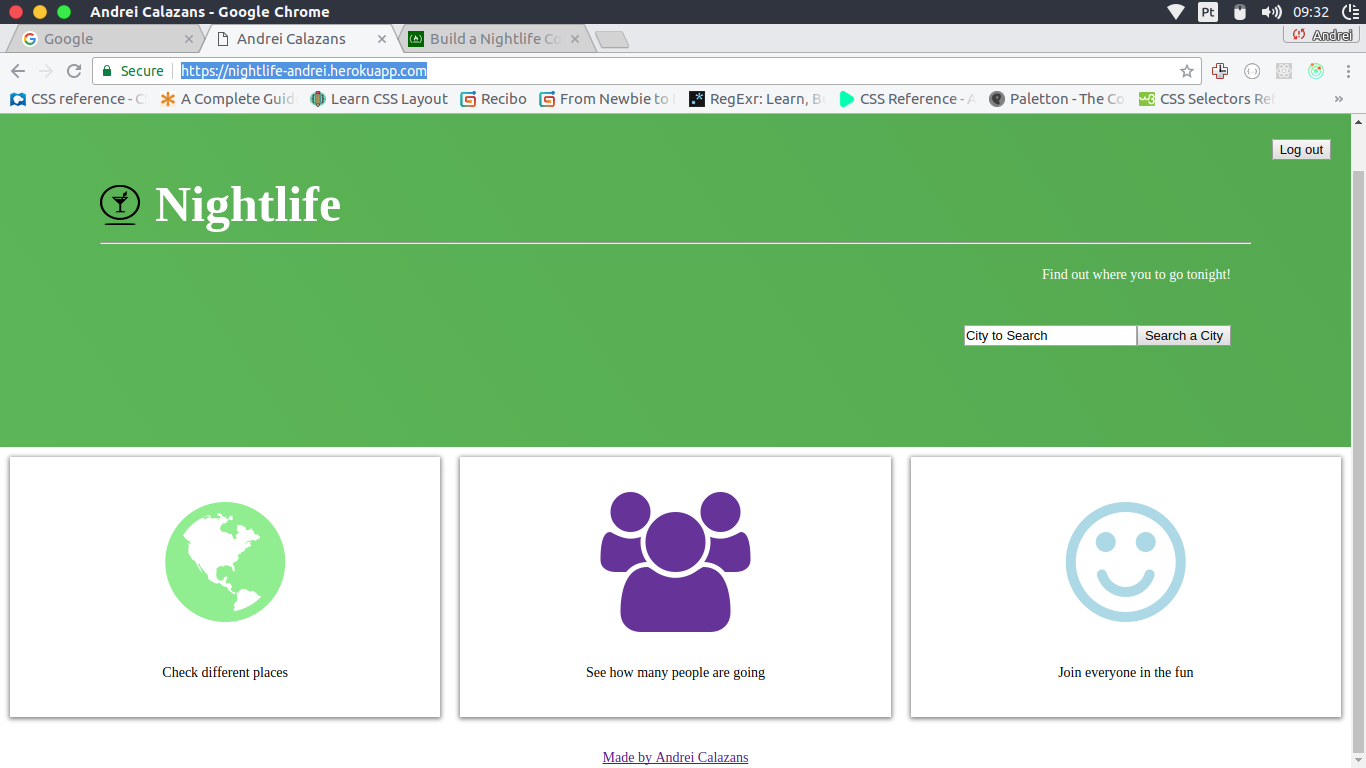 Andrei Calazans - Google Chrome
Pt 09:32
Google
Andrei Calazans
Build a Nightlife Co
Andrei
Secure https://nightlife-andrei.herokuapp.com
CSS reference - C A Complete Guid Learn CSS Layout Recibo From Newbie to RegExr: Learn, B CSS Reference - A Paletton - The Co CSS Selectors Ref »
Log out
Nightlife
Find out where you to go tonight!
City to Search Search a City
Check different places
See how many people are going
Join everyone in the fun
Made by Andrei Calazans